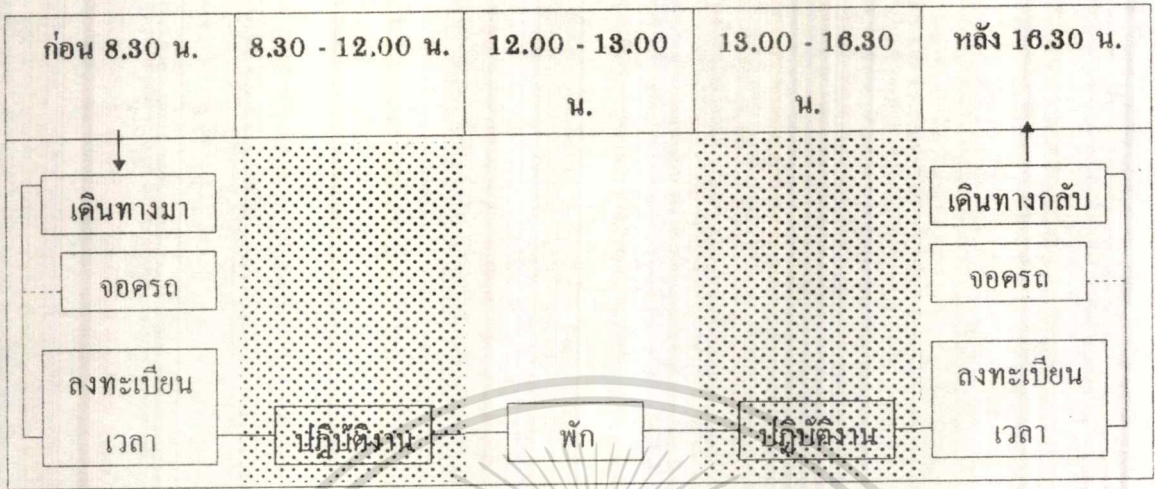 ก่อน 8.30 น.
8.30 - 12.00 น.
12.00 - 13.00
น.
13.00 - 16.30
น.
หลัง 16.30 น.
เดินทางมา
จอดรถ
ลงทะเบียน
เวลา
ปฏิบัติงาน
พัก
ปฏิบัติงาน
เดินทางกลับ
จอดรถ
ลงทะเบียน
เวลา